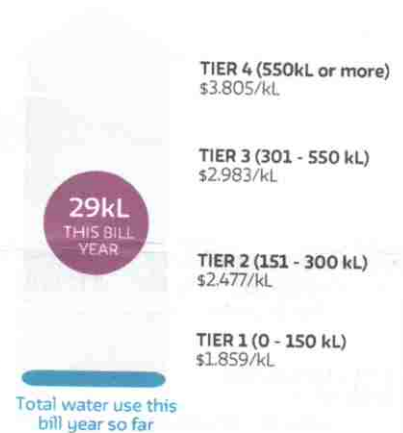 TIER 4 (550kL or more)
$3.805/kL
TIER 3 (301 - 550 kL)
$2.983/kL
29kL
THIS BILL
YEAR
TIER 2 (151 - 300 kL)
$2.477/kL
TIER 1 (0 - 150 kL)
$1.859/kL
Total water use this
bill year so far